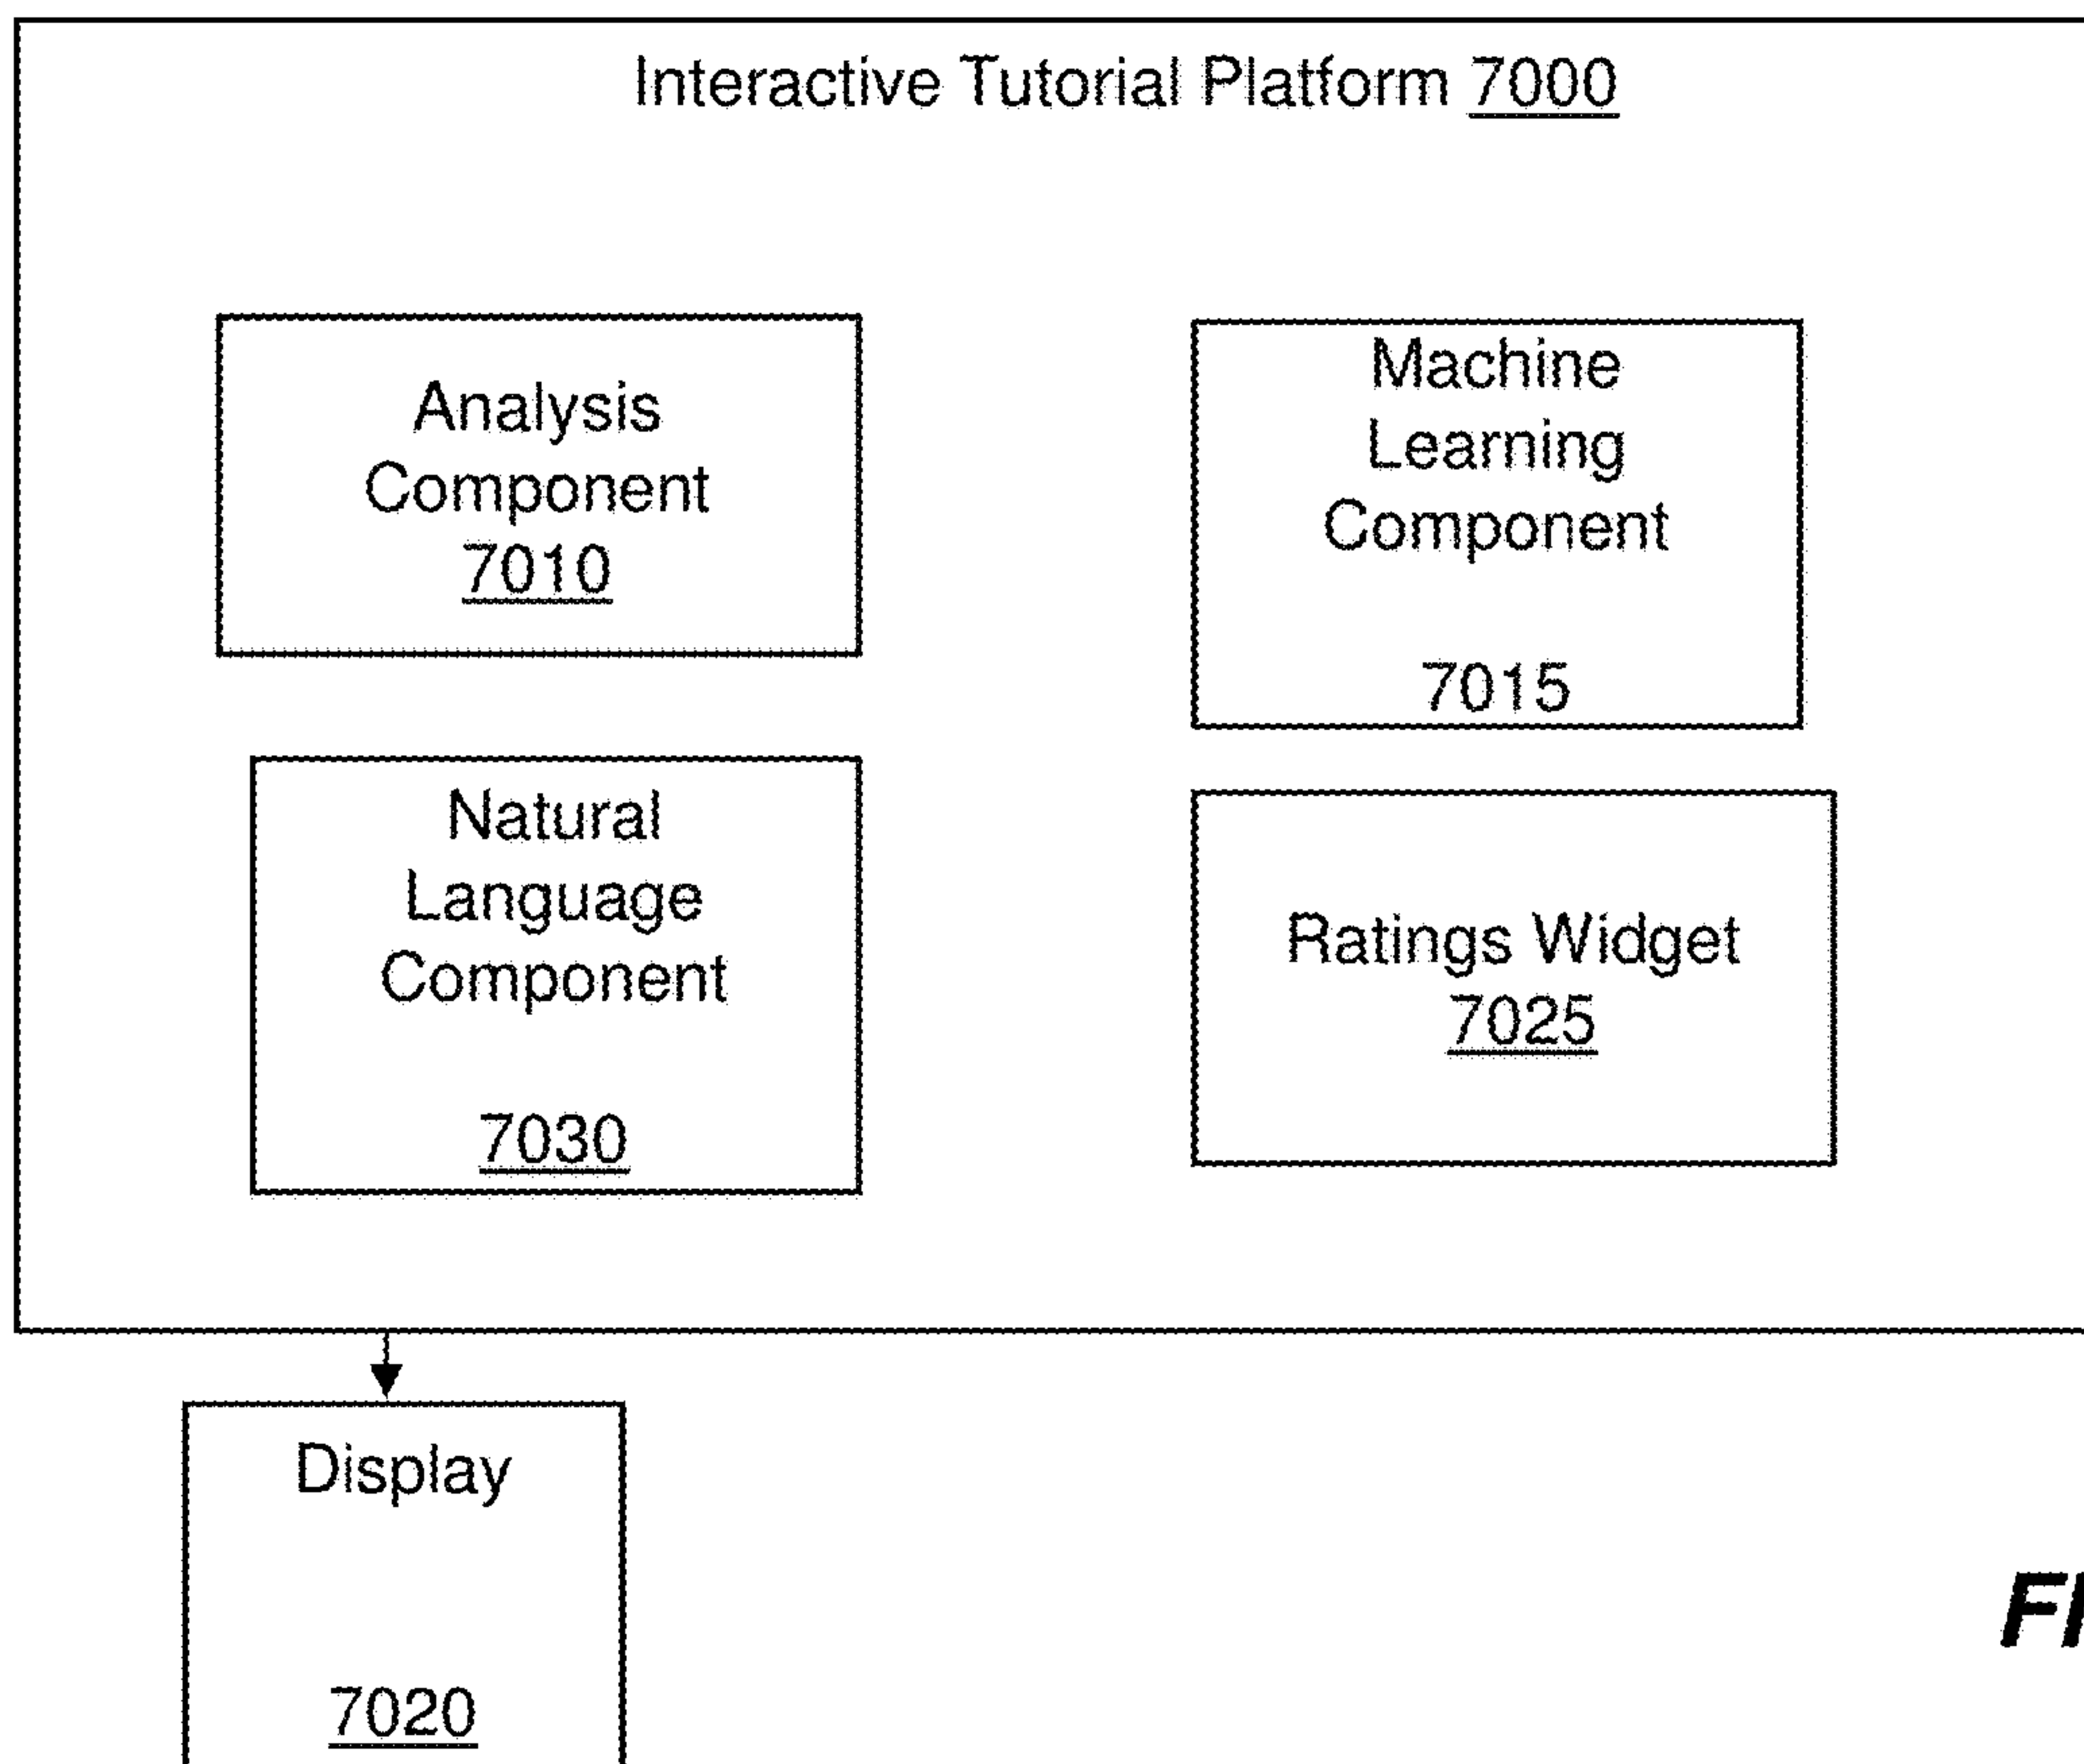 Interactive Tutorial Platform 7000
Analysis
Component
7010
Machine
Learning
Component
7015
Natural
Language
Component
7030
Ratings Widget
7025
Display
7020